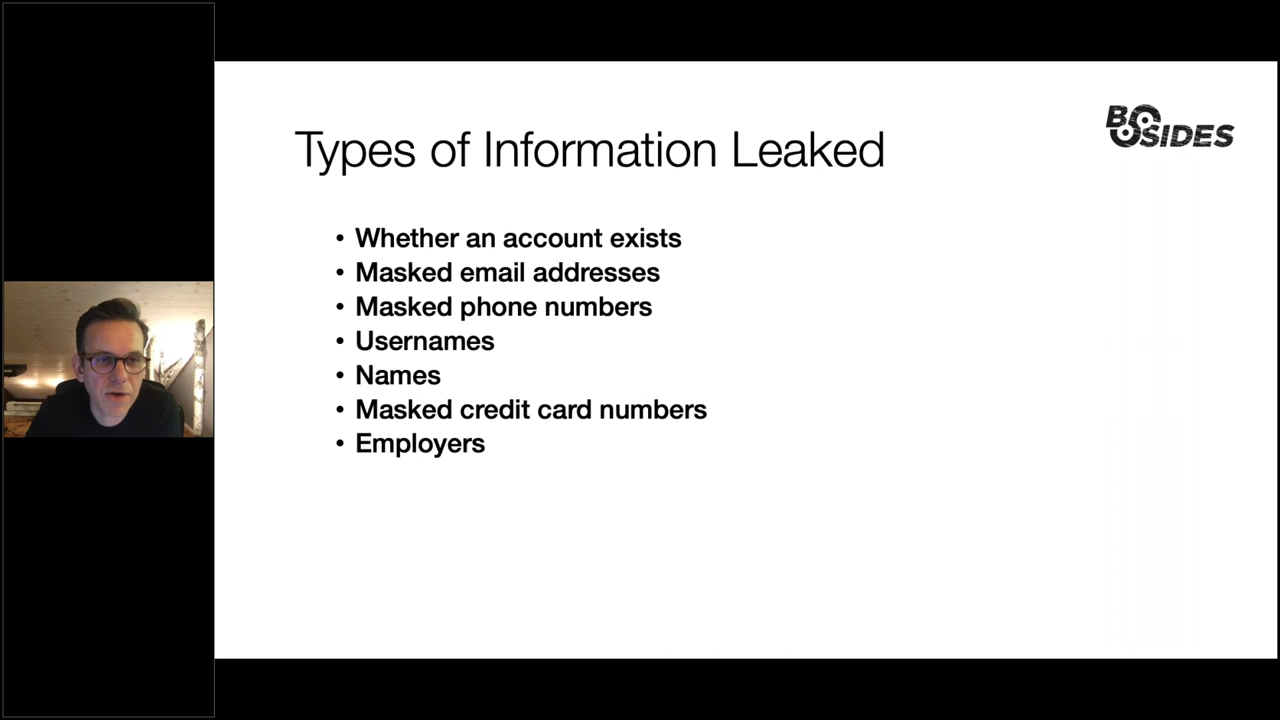 Types of Information Leaked
BSIDES
• Whether an account exists
• Masked email addresses
• Masked phone numbers
• Usernames
• Names
• Masked credit card numbers
• Employers